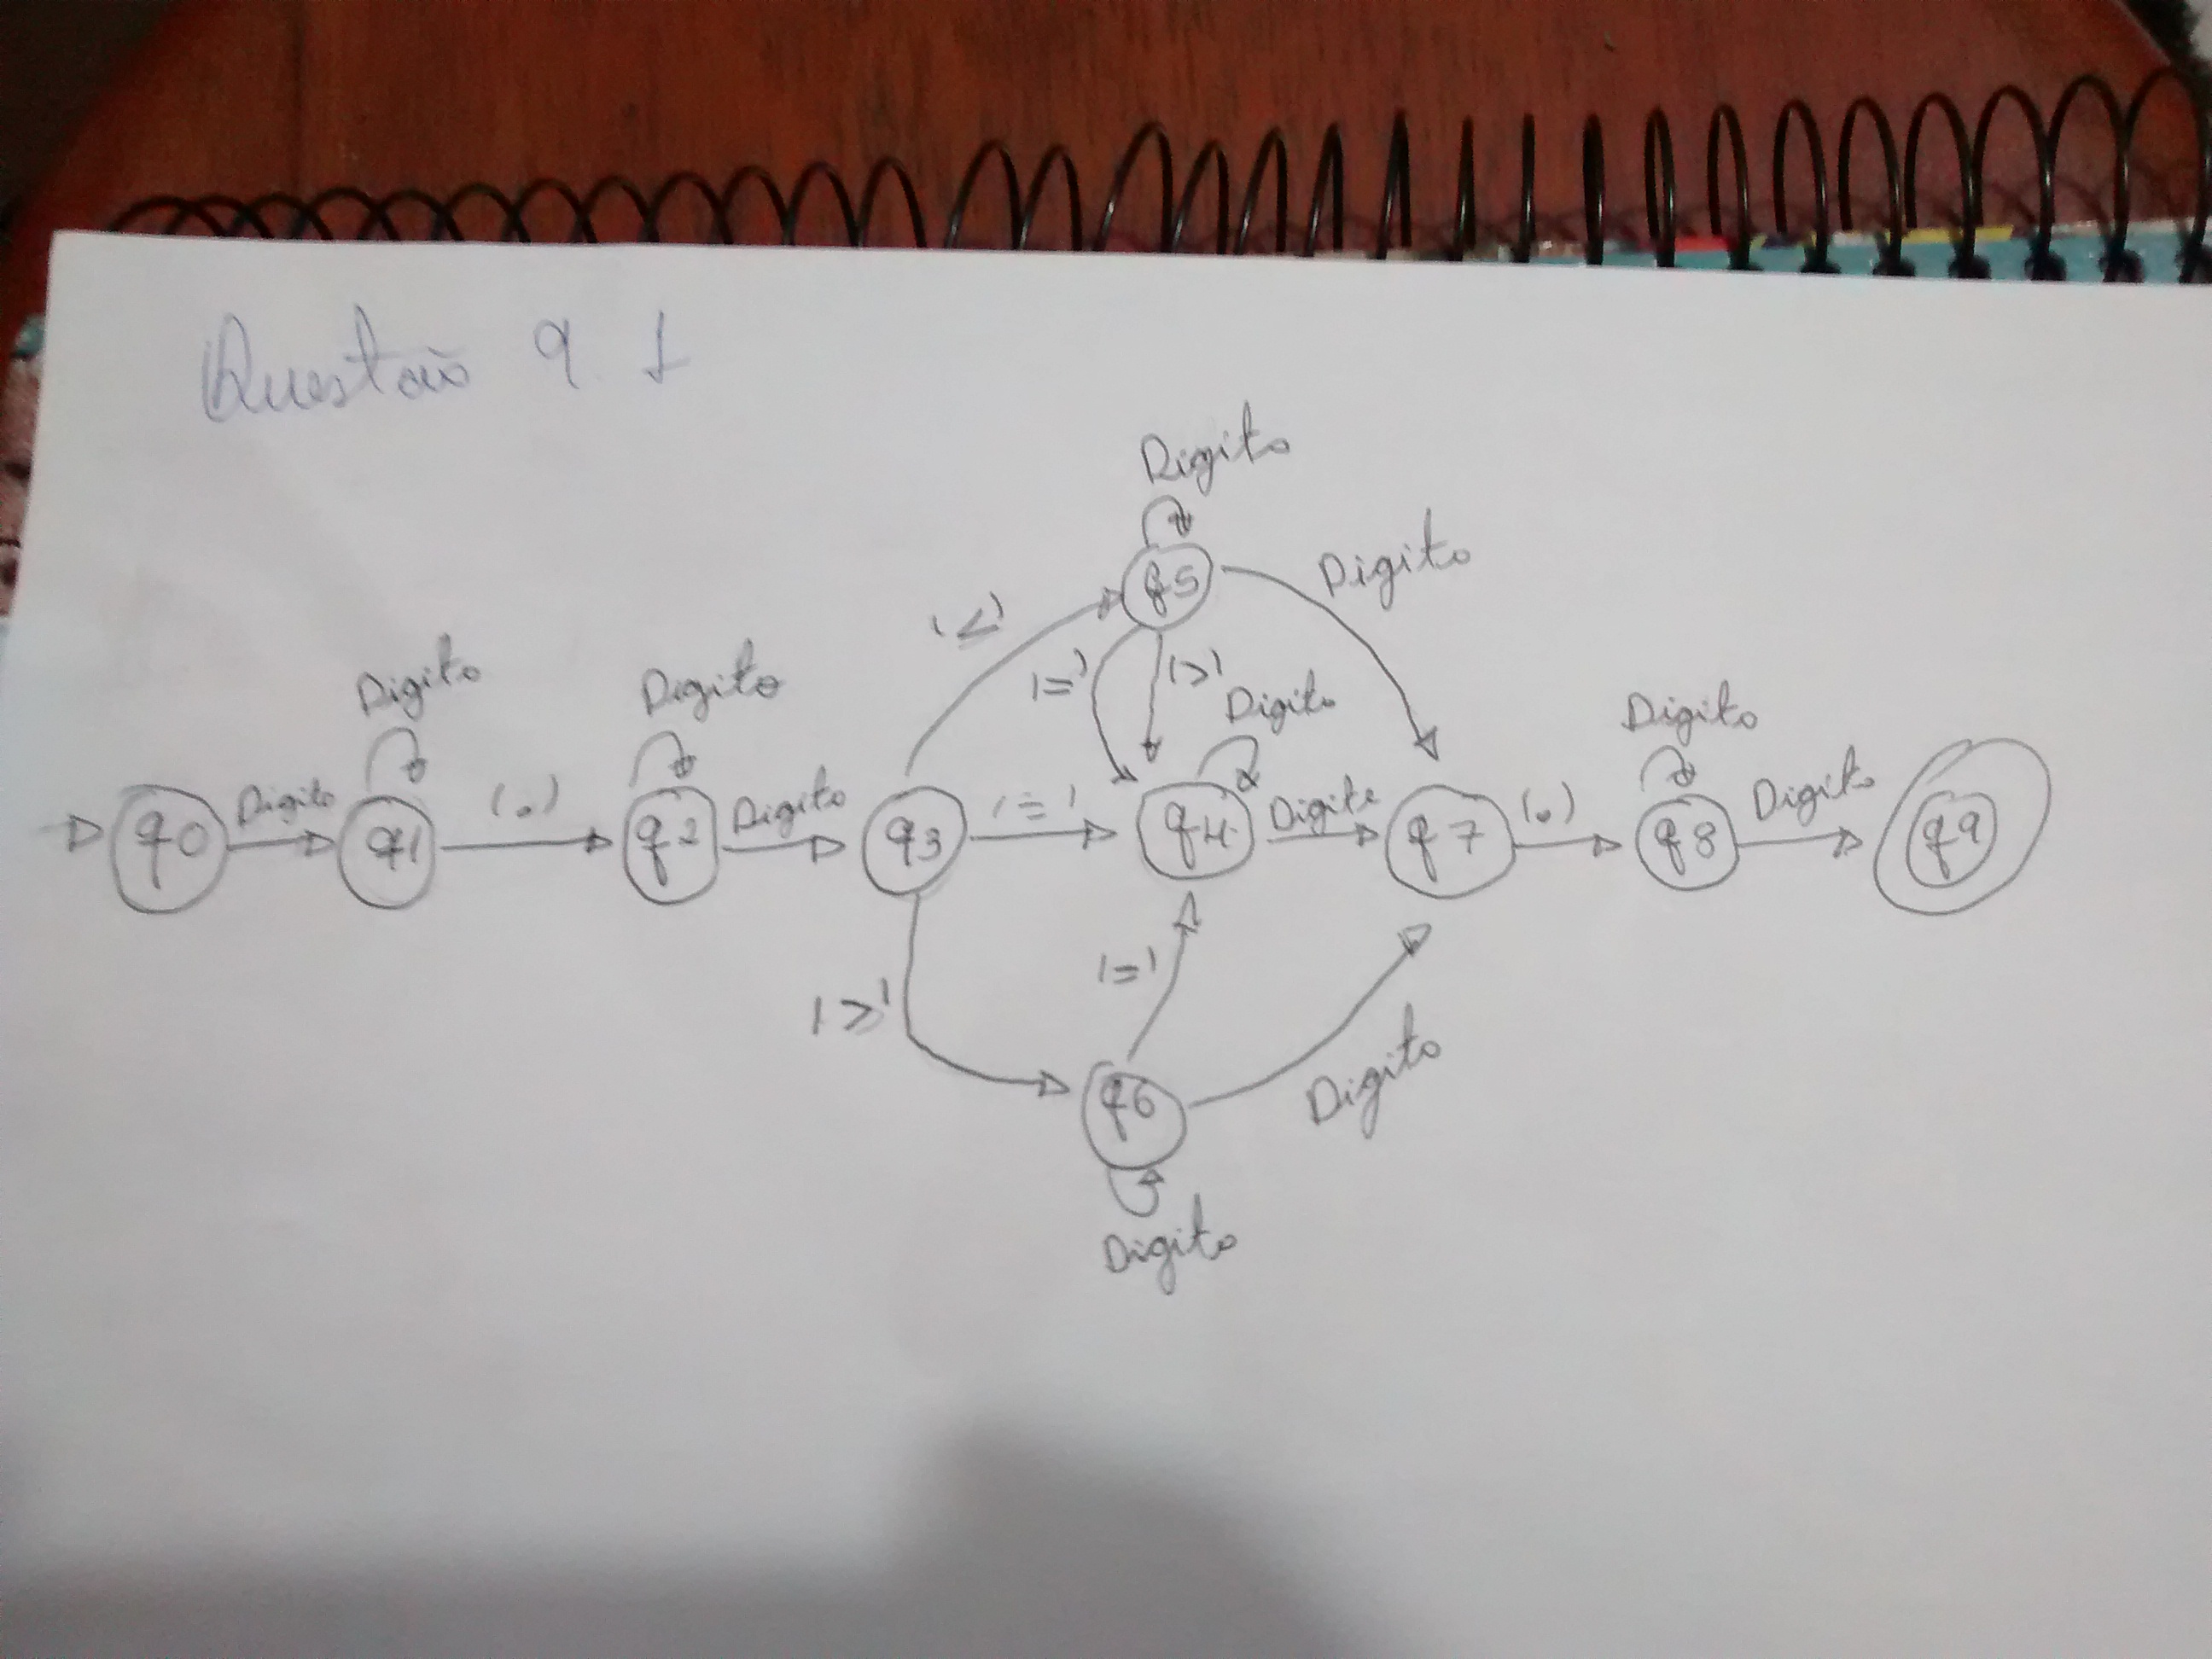 Questão 9.1
Digito
Digito
'<'
'=' '>'
Digito Digito Digito Digito
q5
q0 Digito q1 '.' q2 Digito q3 '=' q4 Digito q7 '.' q8 Digito q9
'='
'>'
q6
Digito
Digito